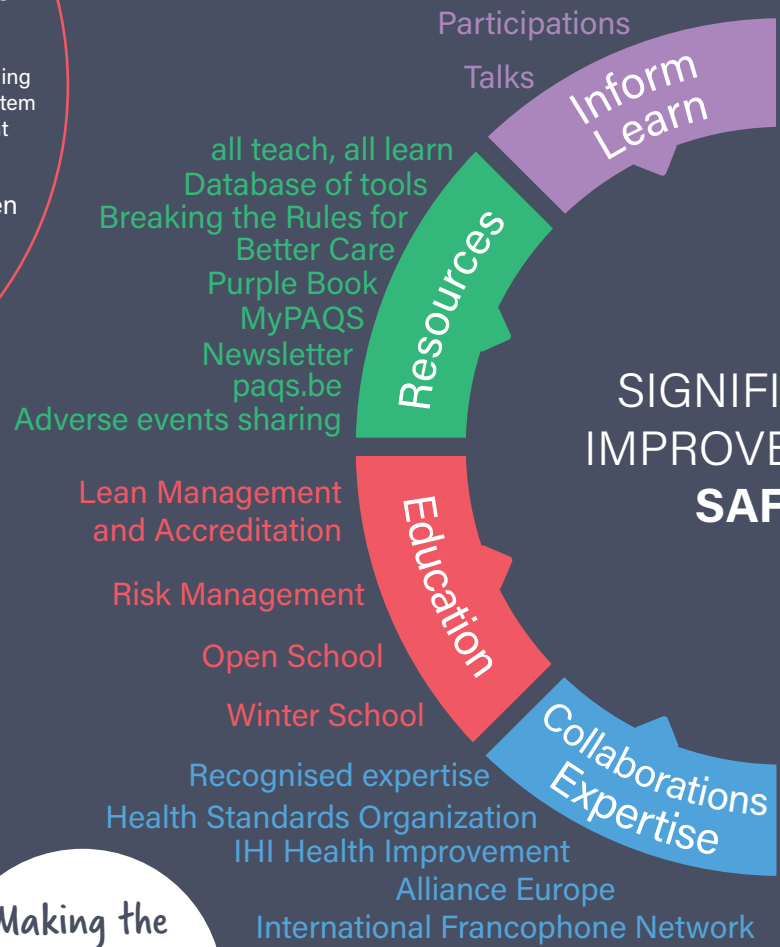 Participations
Talks
Inform
Learn
ing
tem
t
en
all teach, all learn
Database of tools
Breaking the Rules for
Better Care
Purple Book
MyPAQS
Newsletter
paqs.be
Adverse events sharing
Resources
SIGNIFI
IMPROVE
SAF
Lean Management
and Accreditation
Risk Management
Open School
Winter School
Education
Recognised expertise
Health Standards Organization
IHI Health Improvement
Alliance Europe
International Francophone Network
Collaborations
Expertise
Making the